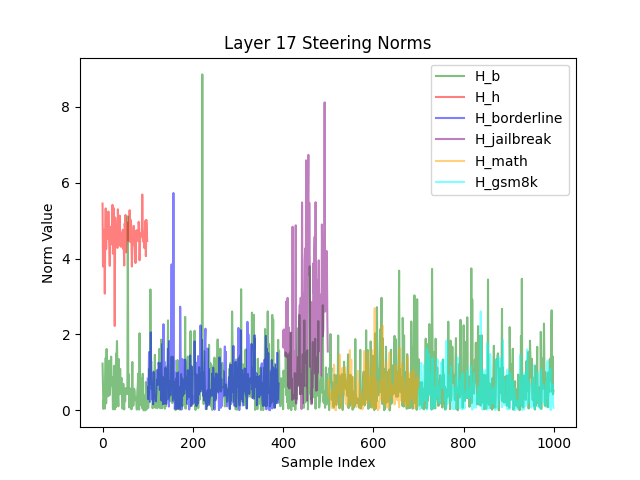 Layer 17 Steering Norms
H_b
H_h
H_borderline
H_jailbreak
H_math
H_gsm8k
Norm Value
8
6
4
2
0
0 200 400 600 800 1000
Sample Index